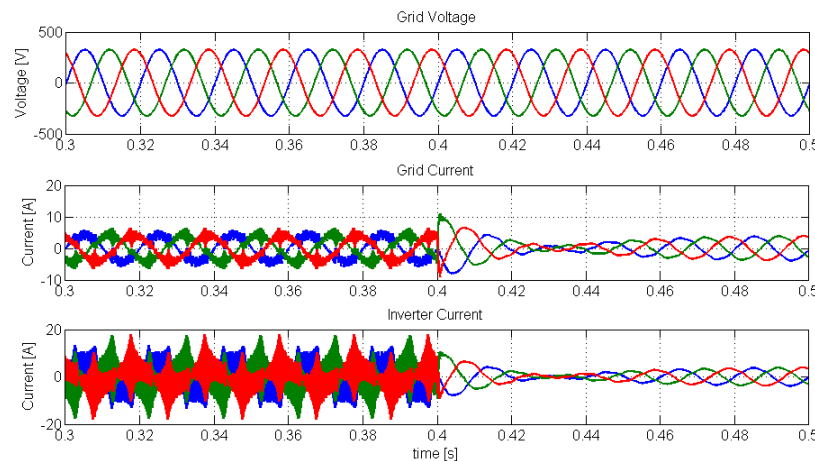 Grid Voltage
Voltage [V]
500
0
-500
0.3 0.32 0.34 0.36 0.38 0.4 0.42 0.44 0.46 0.48 0.5
Grid Current
Current [A]
20
10
0
-10
0.3 0.32 0.34 0.36 0.38 0.4 0.42 0.44 0.46 0.48 0.5
Inverter Current
Current [A]
20
0
-20
0.3 0.32 0.34 0.36 0.38 0.4 0.42 0.44 0.46 0.48 0.5
time [s]